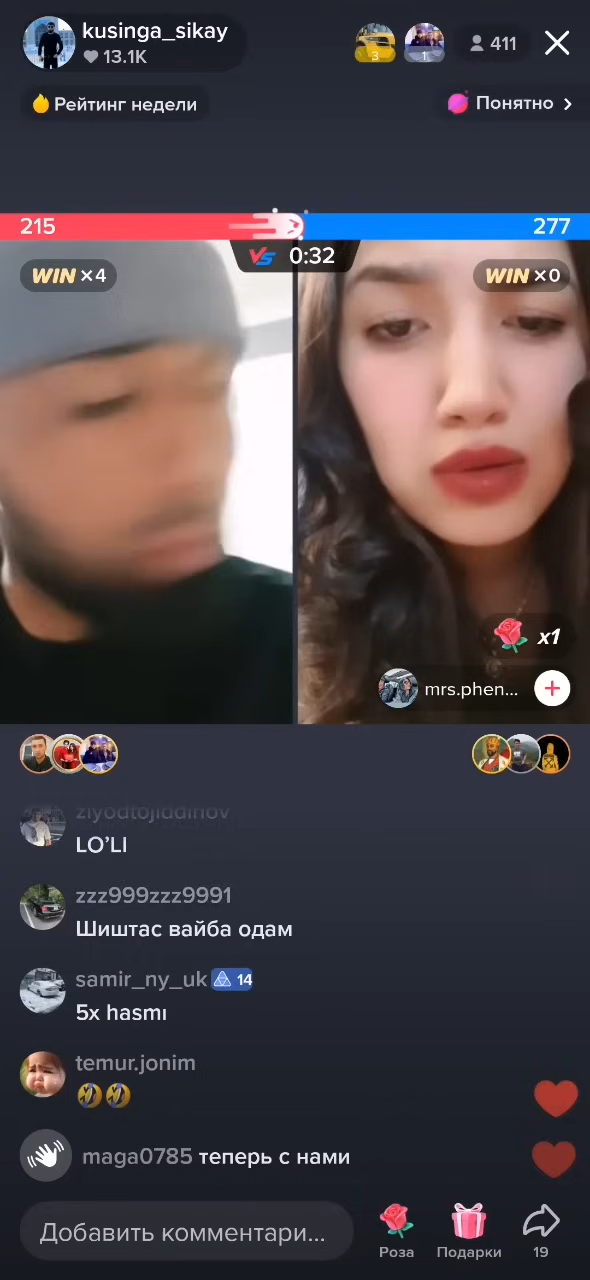 kusinga_sikay
13.1K
3
1
411
Рейтинг недели
Понятно
215
277
VS 0:32
WIN ×4
WIN ×0
x1
mrs.phen...
ziyodtojiddinov
LO’LI
zzz999zzz9991
Шиштас вайба одам
samir_ny_uk 14
5x hasmı
temur.jonim
maga0785 теперь с нами
Добавить комментари...
Роза
Подарки
19